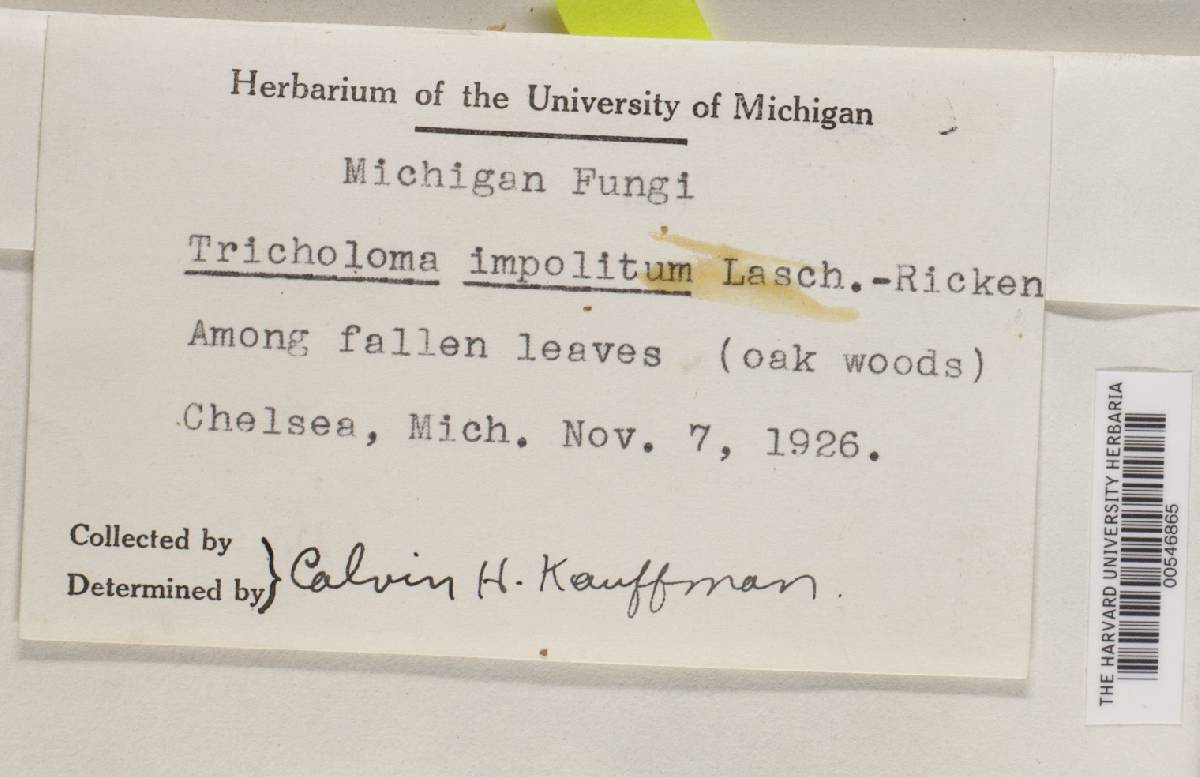 Herbarium of the University of Michigan
Michigan Fungi
Tricholoma impolitum Lasch.-Ricken
Among fallen leaves (oak woods)
Chelsea, Mich. Nov. 7, 1926.
Collected by
Determined by} Calvin H. Kauffman.
THE HARVARD UNIVERSITY HERBARIA
00546865